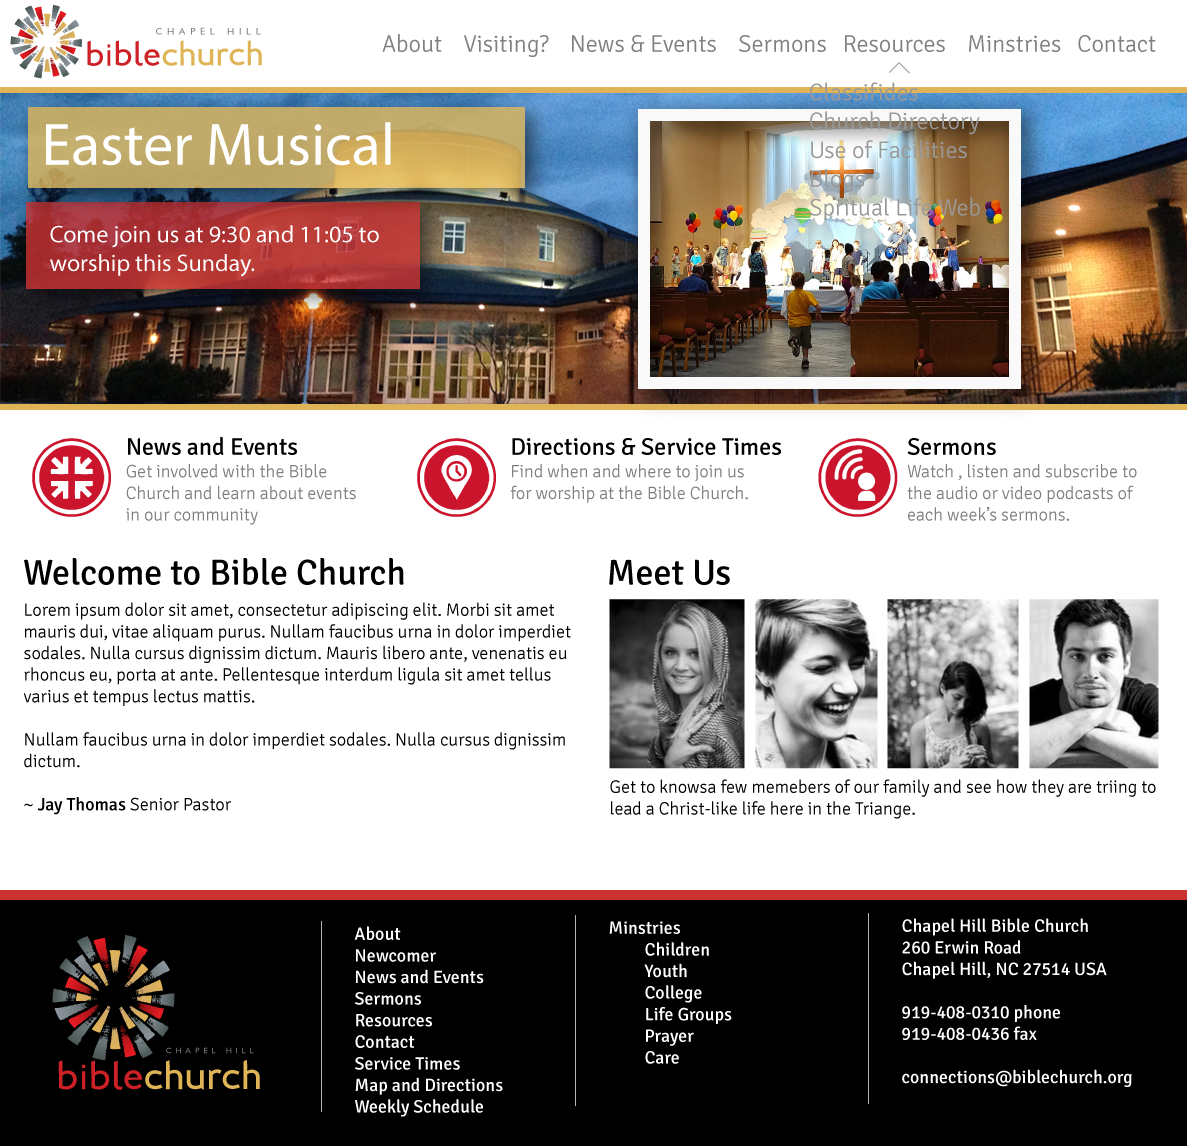 CHAPEL HILL
biblechurch
About Visiting? News & Events Sermons Resources Minstries Contact
Classifides
Church Directory
Use of Facilities
Blogs
Spritual Life Web
Easter Musical
Come join us at 9:30 and 11:05 to
worship this Sunday.
News and Events
Get involved with the Bible
Church and learn about events
in our community
Directions & Service Times
Find when and where to join us
for worship at the Bible Church.
Sermons
Watch , listen and subscribe to
the audio or video podcasts of
each week’s sermons.
Welcome to Bible Church
Lorem ipsum dolor sit amet, consectetur adipiscing elit. Morbi sit amet
mauris dui, vitae aliquam purus. Nullam faucibus urna in dolor imperdiet
sodales. Nulla cursus dignissim dictum. Mauris libero ante, venenatis eu
rhoncus eu, porta at ante. Pellentesque interdum ligula sit amet tellus
varius et tempus lectus mattis.
Nullam faucibus urna in dolor imperdiet sodales. Nulla cursus dignissim
dictum.
~ Jay Thomas Senior Pastor
Meet Us
Get to knowsa few memebers of our family and see how they are triing to
lead a Christ-like life here in the Triange.
CHAPEL HILL
biblechurch
About
Newcomer
News and Events
Sermons
Resources
Contact
Service Times
Map and Directions
Weekly Schedule
Minstries
Children
Youth
College
Life Groups
Prayer
Care
Chapel Hill Bible Church
260 Erwin Road
Chapel Hill, NC 27514 USA
919-408-0310 phone
919-408-0436 fax
connections@biblechurch.org